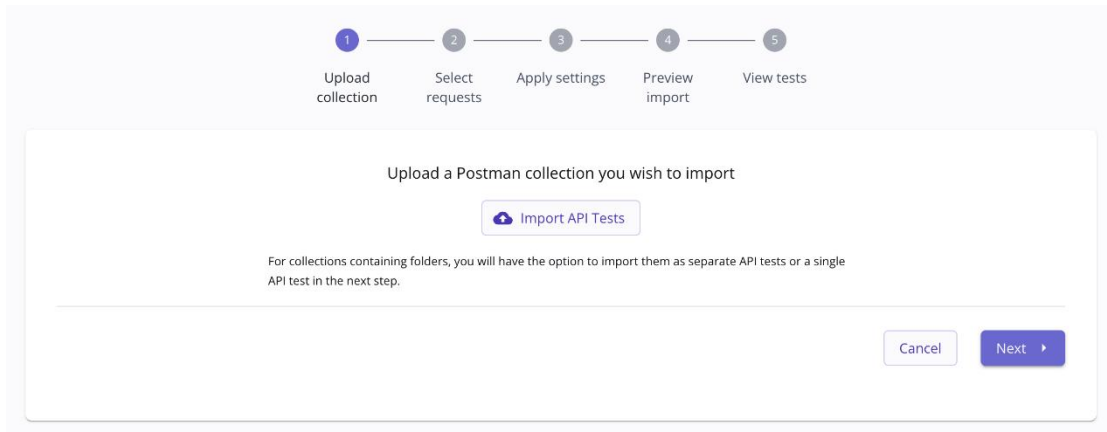 1 2 3 4 5
Upload Select Apply settings Preview View tests
collection requests import
Upload a Postman collection you wish to import
Import API Tests
For collections containing folders, you will have the option to import them as separate API tests or a single
API test in the next step.
Cancel Next